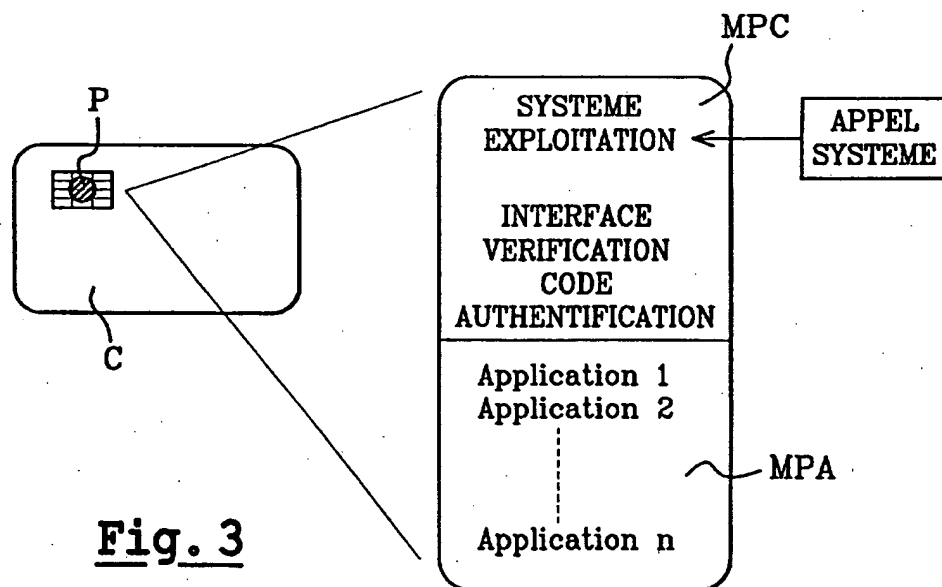 MPC
P
SYSTEME
EXPLOITATION
APPEL
SYSTEME
INTERFACE
VERIFICATION
CODE
AUTHENTIFICATION
C
Application 1
Application 2
MPA
Application n
Fig. 3